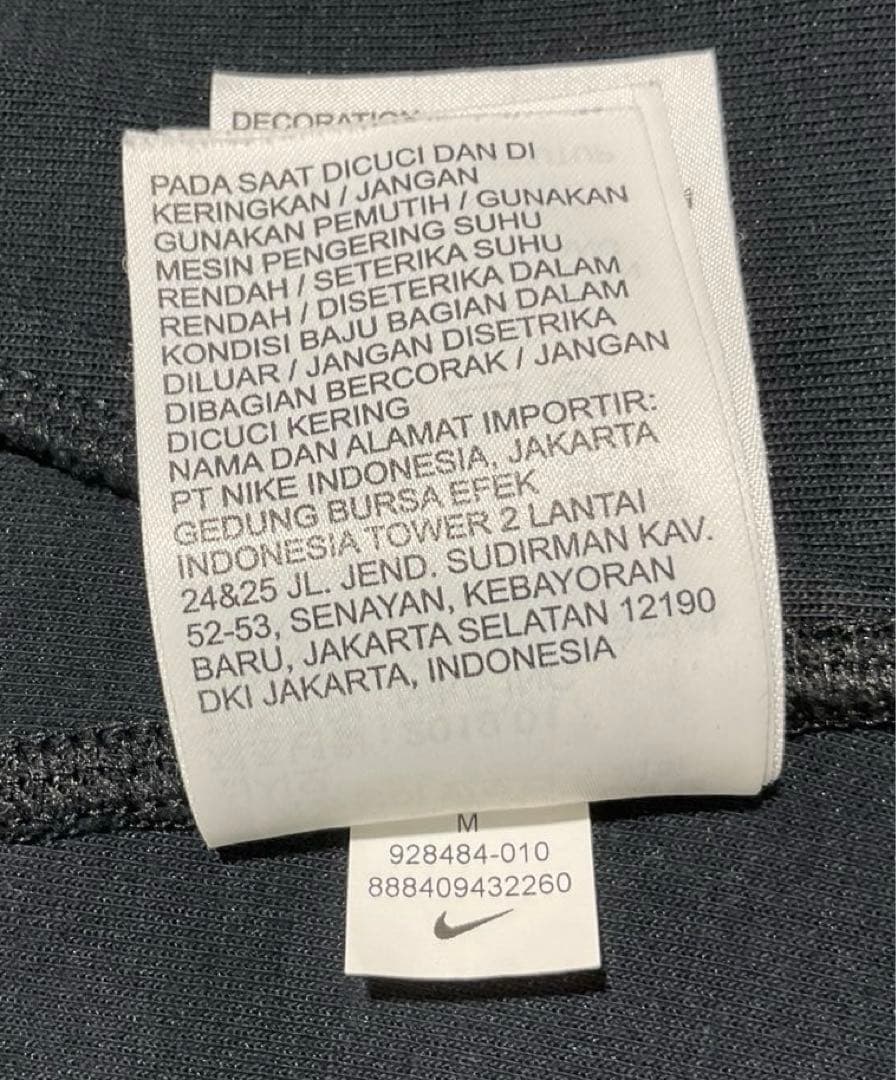 DECORATION
PADA SAAT DICUCI DAN DI
KERINGKAN / JANGAN
GUNAKAN PEMUTIH / GUNAKAN
MESIN PENGERING SUHU
RENDAH / SETERIKA SUHU
RENDAH / DISETERIKA DALAM
KONDISI BAJU BAGIAN DALAM
DILUAR / JANGAN DISETRIKA
DIBAGIAN BERCORAK / JANGAN
DICUCI KERING
NAMA DAN ALAMAT IMPORTIR:
PT NIKE INDONESIA, JAKARTA
GEDUNG BURSA EFEK
INDONESIA TOWER 2 LANTAI
24&25 JL. JEND. SUDIRMAN KAV.
52-53, SENAYAN, KEBAYORAN
BARU, JAKARTA SELATAN 12190
DKI JAKARTA, INDONESIA
M
928484-010
888409432260